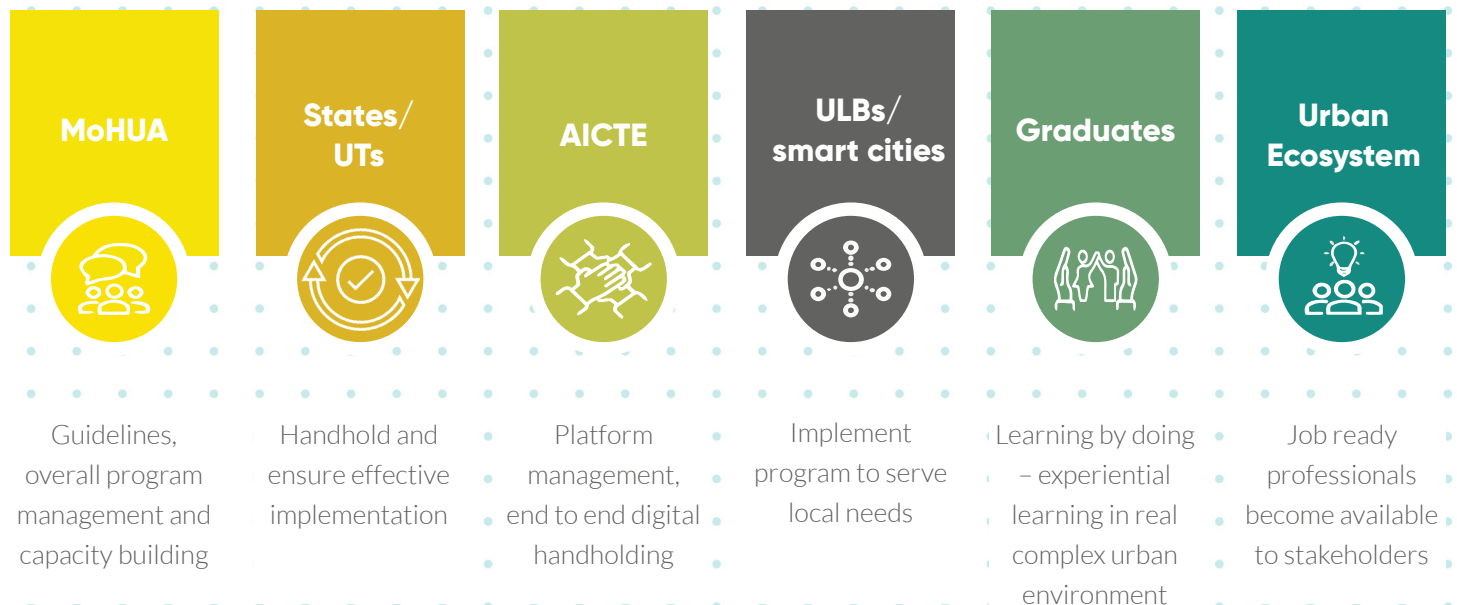 MoHUA
Guidelines,
overall program
management and
capacity building
States/
UTs
Handhold and
ensure effective
implementation
AICTE
Platform
management,
end to end digital
handholding
ULBs/
smart cities
Implement
program to serve
local needs
Graduates
Learning by doing
– experiential
learning in real
complex urban
environment
Urban
Ecosystem
Job ready
professionals
become available
to stakeholders